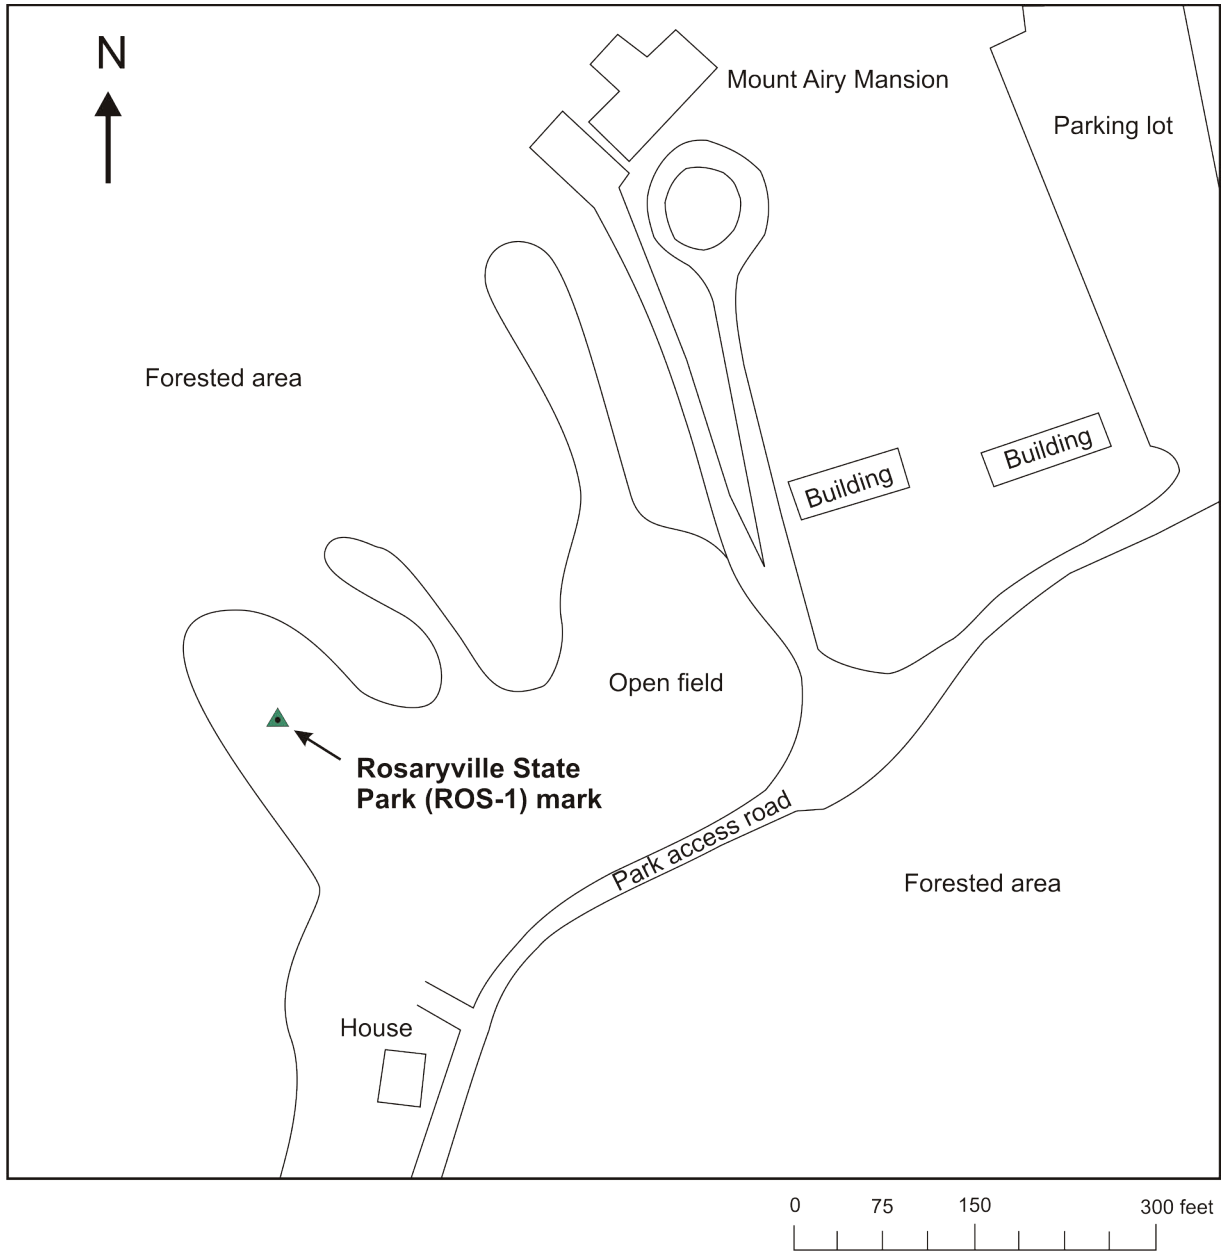 N
Mount Airy Mansion
Parking lot
Forested area
Building
Building
Open field
Rosaryville State
Park (ROS-1) mark
Park access road
Forested area
House
0 75 150 300 feet